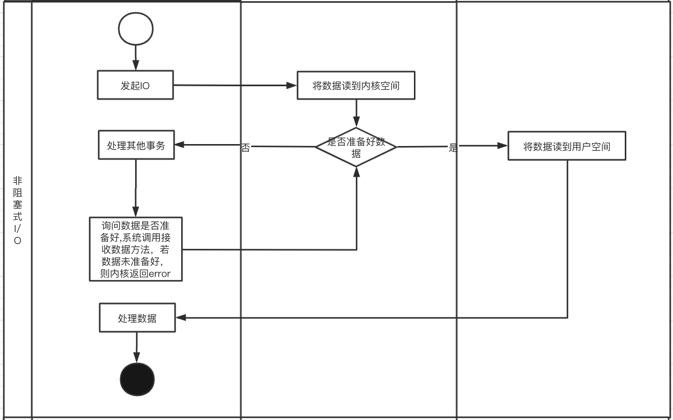 非
阻
塞
式
I/
O
发起IO
将数据读到内核空间
处理其他事务
否
是否准备好数
据
是
将数据读到用户空间
询问数据是否准
备好,系统调用接
收数据方法，若
数据未准备好，
则内核返回error
处理数据